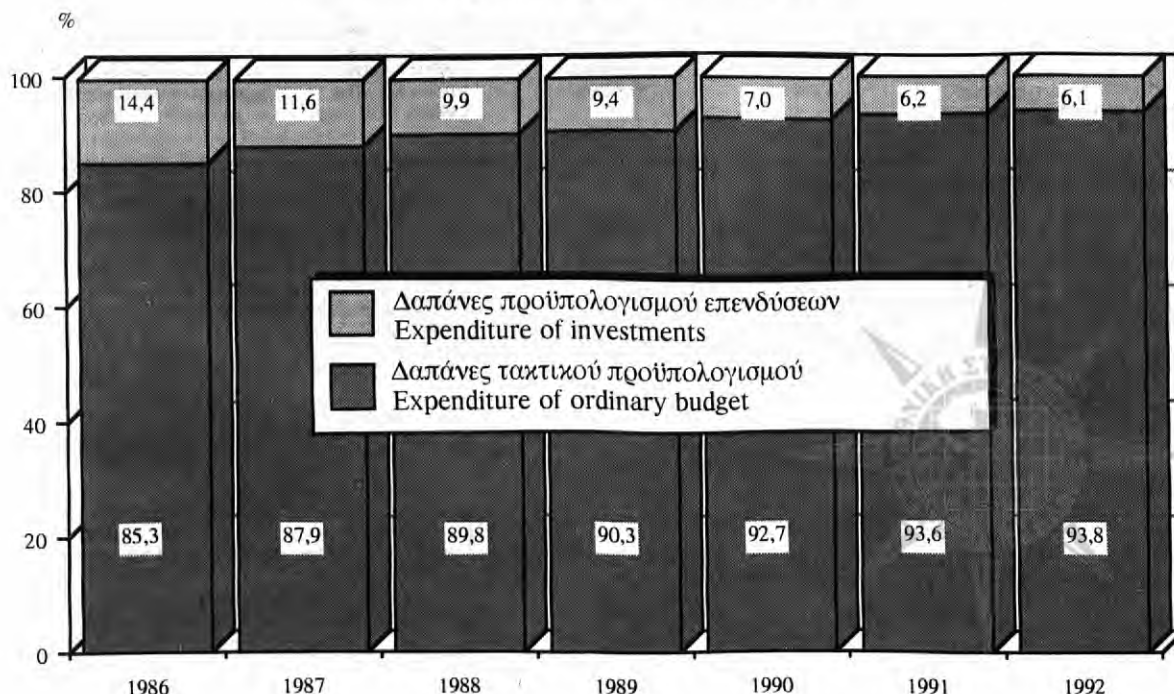 %
100
14,4 11,6 9,9 9,4 7,0 6,2 6,1
80
60
Δαπάνες προϋπολογισμού επενδύσεων
Expenditure of investments
Δαπάνες τακτικού προϋπολογισμού
Expenditure of ordinary budget
40
20
85,3 87,9 89,8 90,3 92,7 93,6 93,8
0
1986 1987 1988 1989 1990 1991 1992